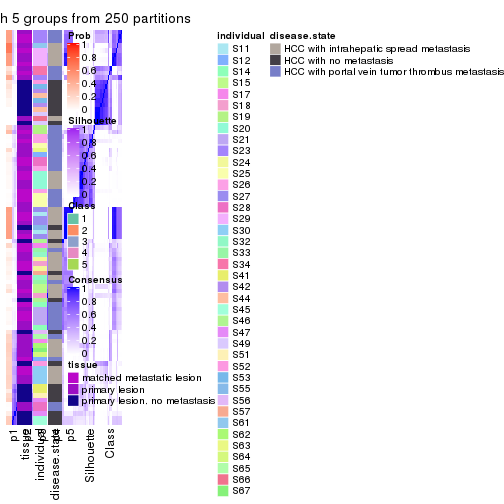 h 5 groups from 250 partitions
Prob
1
0.8
0.6
0.4
0.2
0
Silhouette
1
0.8
0.6
0.4
0.2
0
Class
1
2
3
4
5
Consensus
1
0.8
0.6
0.4
0.2
0
tissue
matched metastatic lesion
primary lesion
primary lesion. no metastasis
individual
S11
S12
S14
S15
S17
S18
S19
S20
S21
S23
S24
S25
S26
S27
S28
S29
S30
S32
S33
S34
S41
S42
S44
S45
S46
S47
S49
S51
S52
S53
S55
S56
S57
S61
S62
S63
S64
S65
S66
S67
disease.state
HCC with intrahepatic spread metastasis
HCC with no metastasis
HCC with portal vein tumor thrombus metastasis
p1
tissue
individual
disease.state
p5
Silhouette
Class